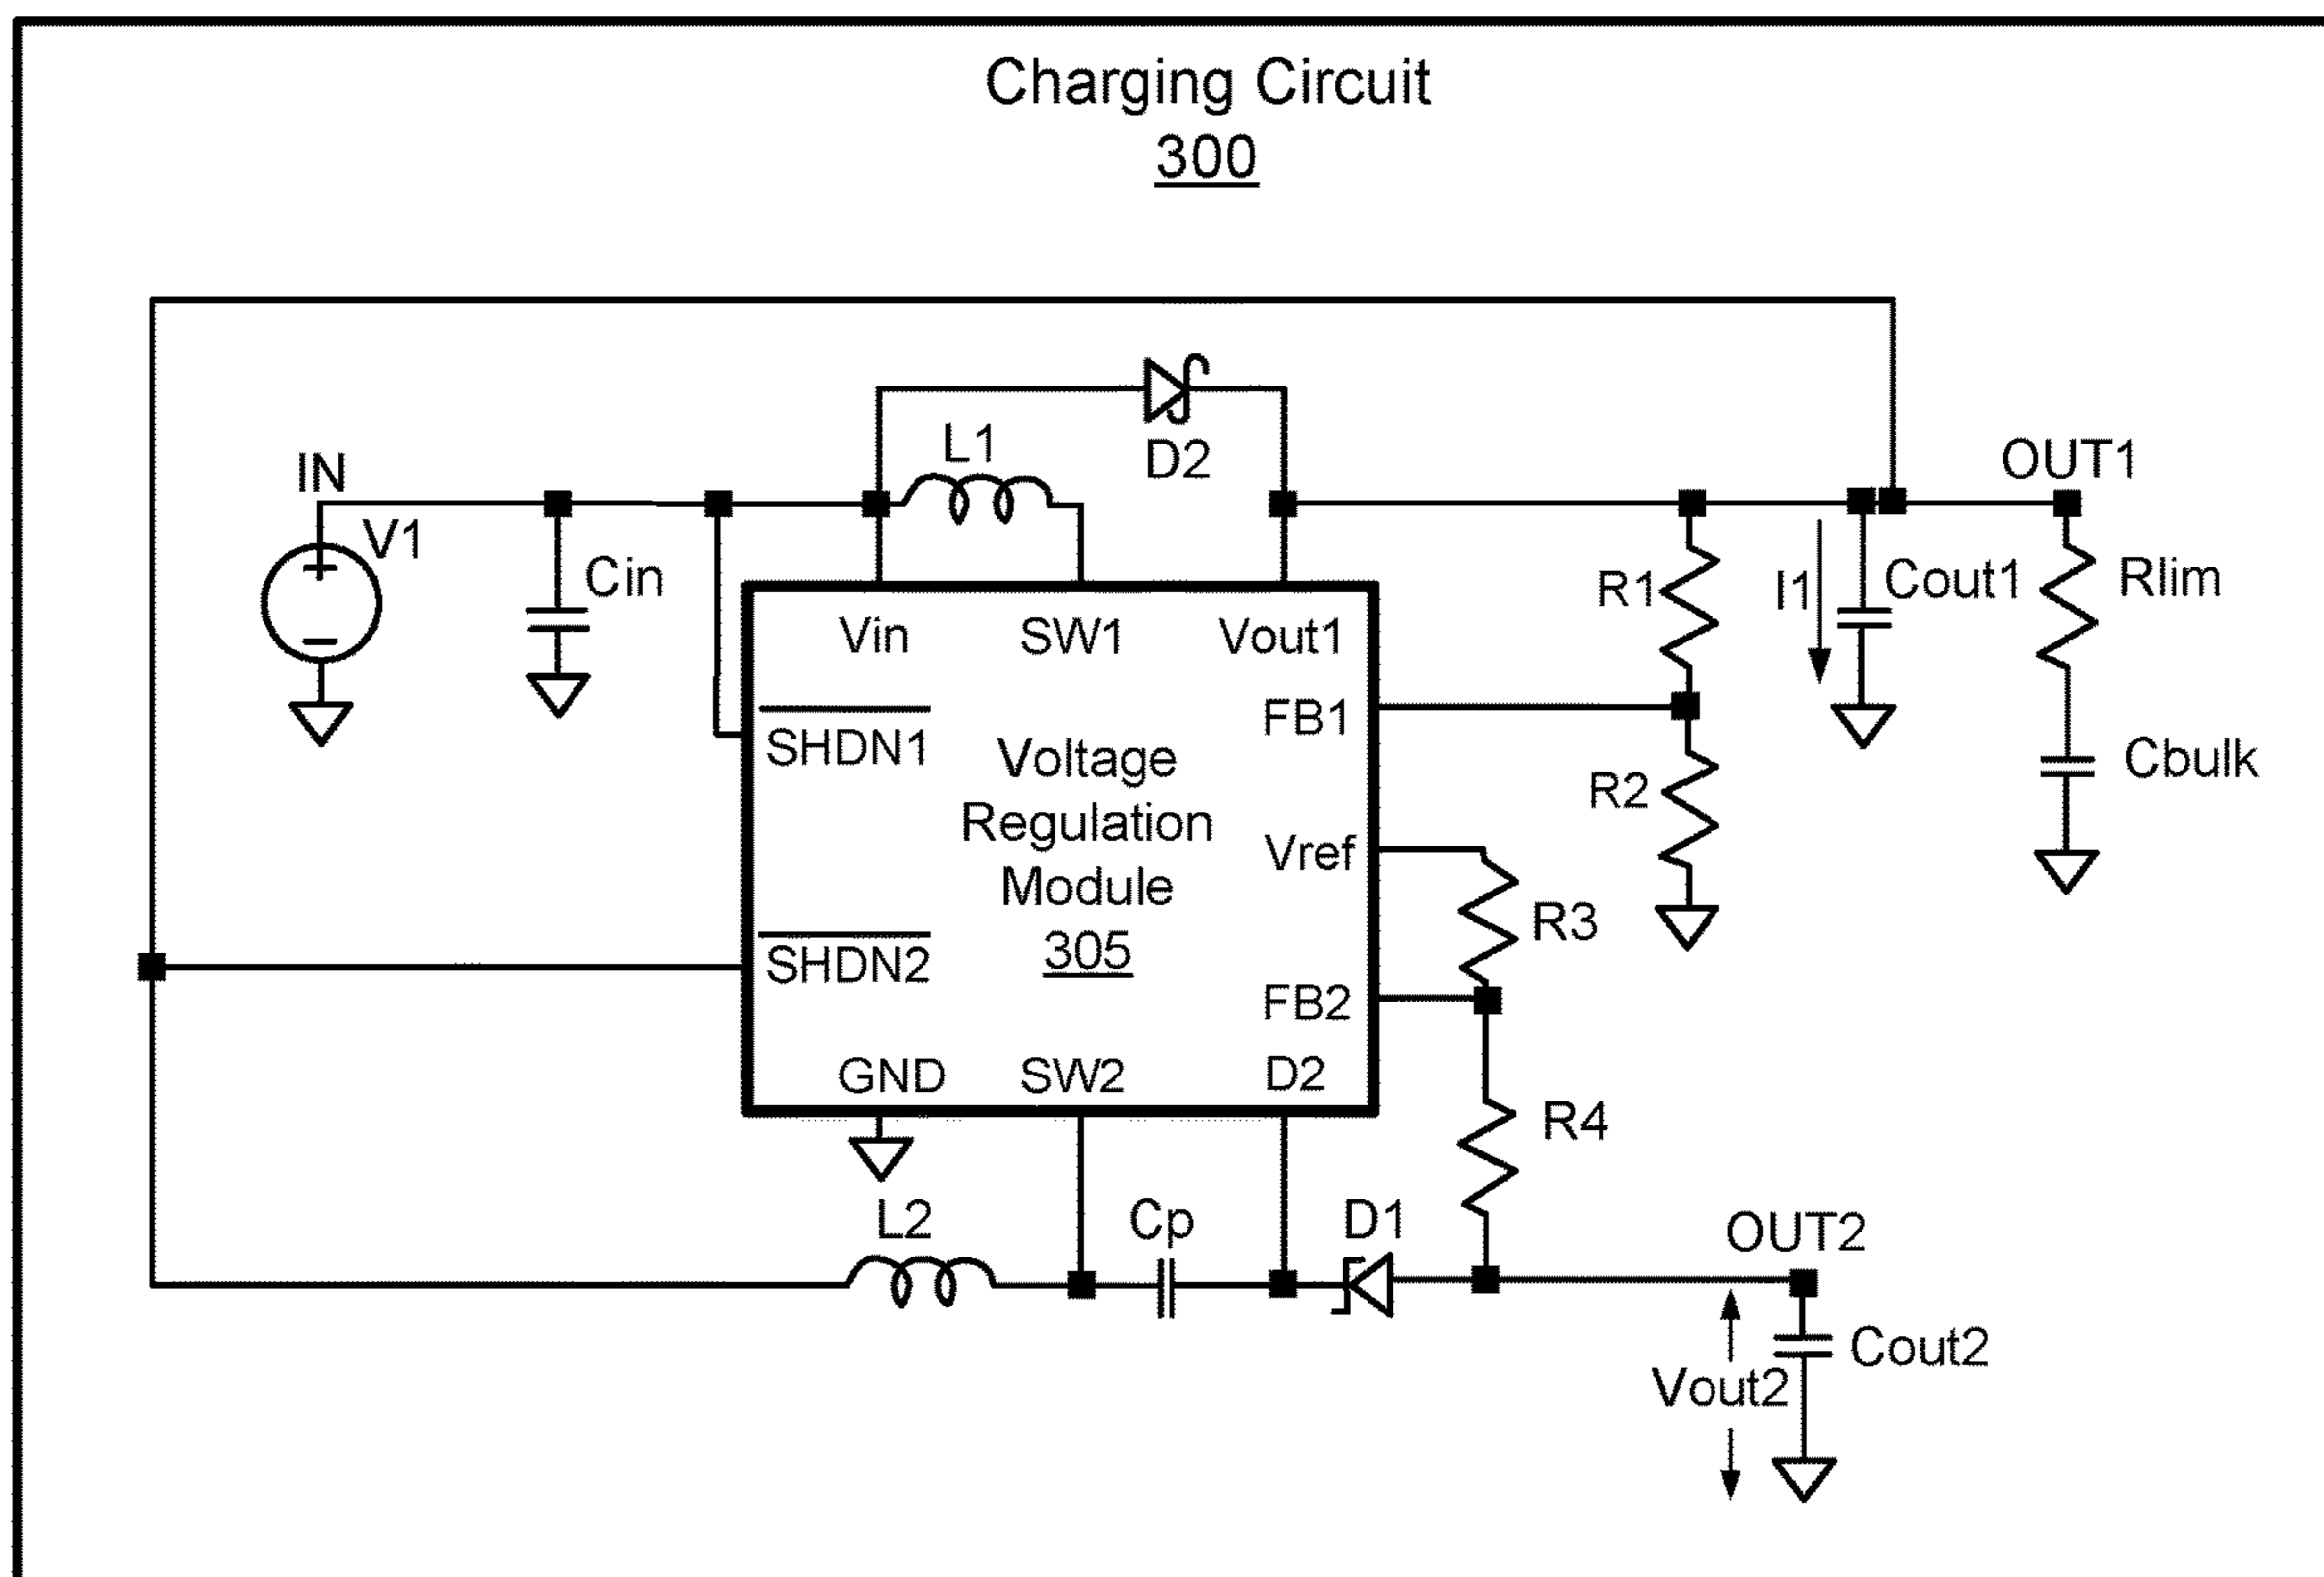 Charging Circuit
300
IN
V1
Cin
L1
D2
OUT1
R1
I1
Cout1
Rlim
Cbulk
R2
Vin
SW1
Vout1
SHDN1
FB1
Voltage
Regulation
Module
305
Vref
SHDN2
FB2
GND
SW2
D2
R3
R4
L2
Cp
D1
OUT2
Vout2
Cout2